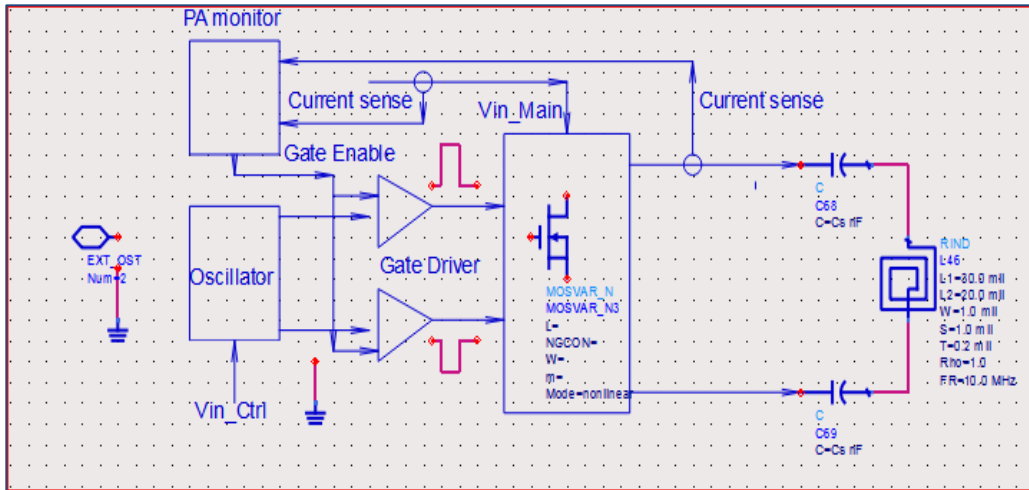 PA monitor
Current sense
Vin_Main
Current sense
Gate Enable
Oscillator
Gate Driver
EXT_OST
Num=2
Vin_Ctrl
MOSVAR_N
MOSVAR_N3
L=
NGCON=
W=
m=
Mode=nonlinear
C
C68
C=Cs nF
RIND
L46
L1=30.0 mil
L2=20.0 mil
W=1.0 mil
S=1.0 mil
T=0.2 mil
Rho=1.0
FR=10.0 MHz
C
C69
C=Cs nF